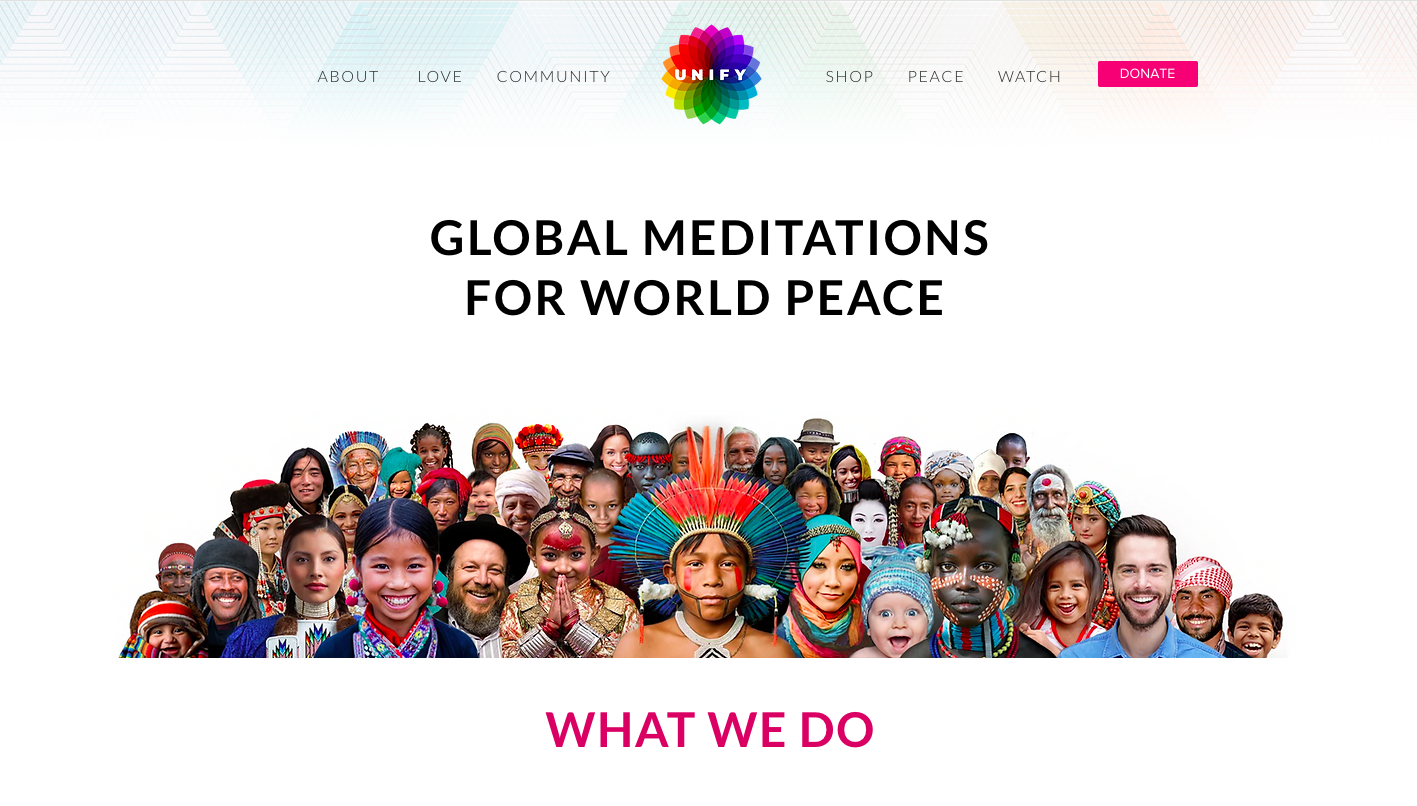 ABOUT LOVE COMMUNITY UNIFY SHOP PEACE WATCH DONATE
GLOBAL MEDITATIONS
FOR WORLD PEACE
WHAT WE DO